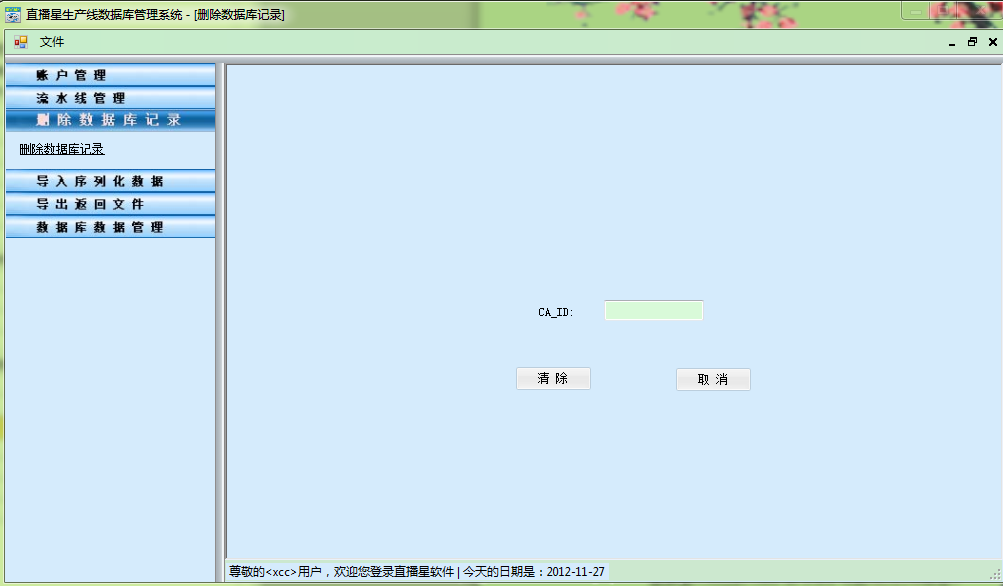 直播星生产线数据库管理系统 - [删除数据库记录]
文件
账户管理
流水线管理
删除数据库记录
删除数据库记录
导入序列化数据
导出返回文件
数据库数据管理
CA_ID:
清除
取消
尊敬的<xcc>用户，欢迎您登录直播星软件 | 今天的日期是：2012-11-27